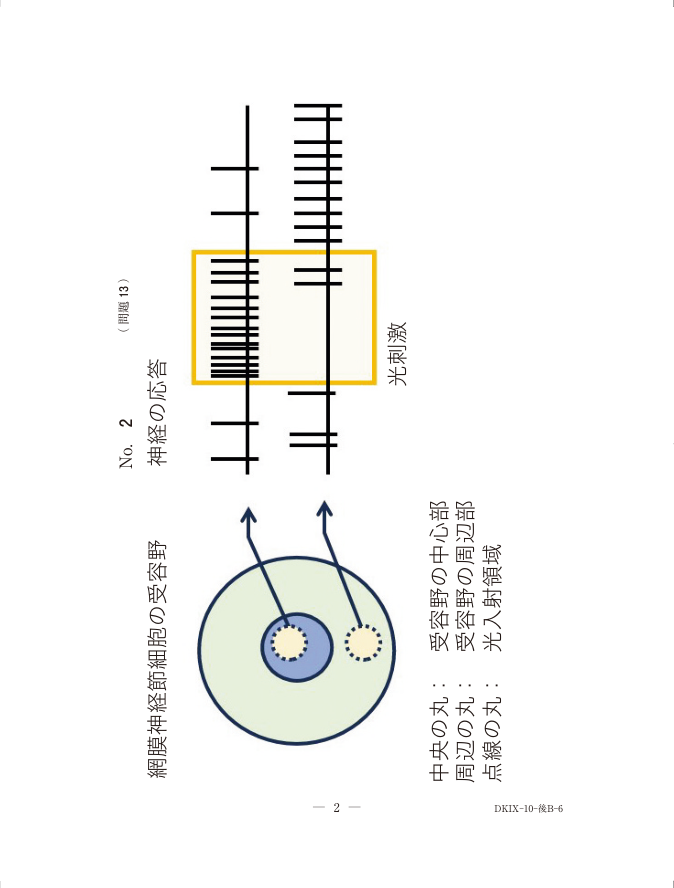 No. 2 （問題 13）
網膜神経節細胞の受容野
神経の応答
光刺激
中央の丸： 受容野の中心部
周辺の丸： 受容野の周辺部
点線の丸： 光入射領域
— 2 —
DKIX-10-後B-6